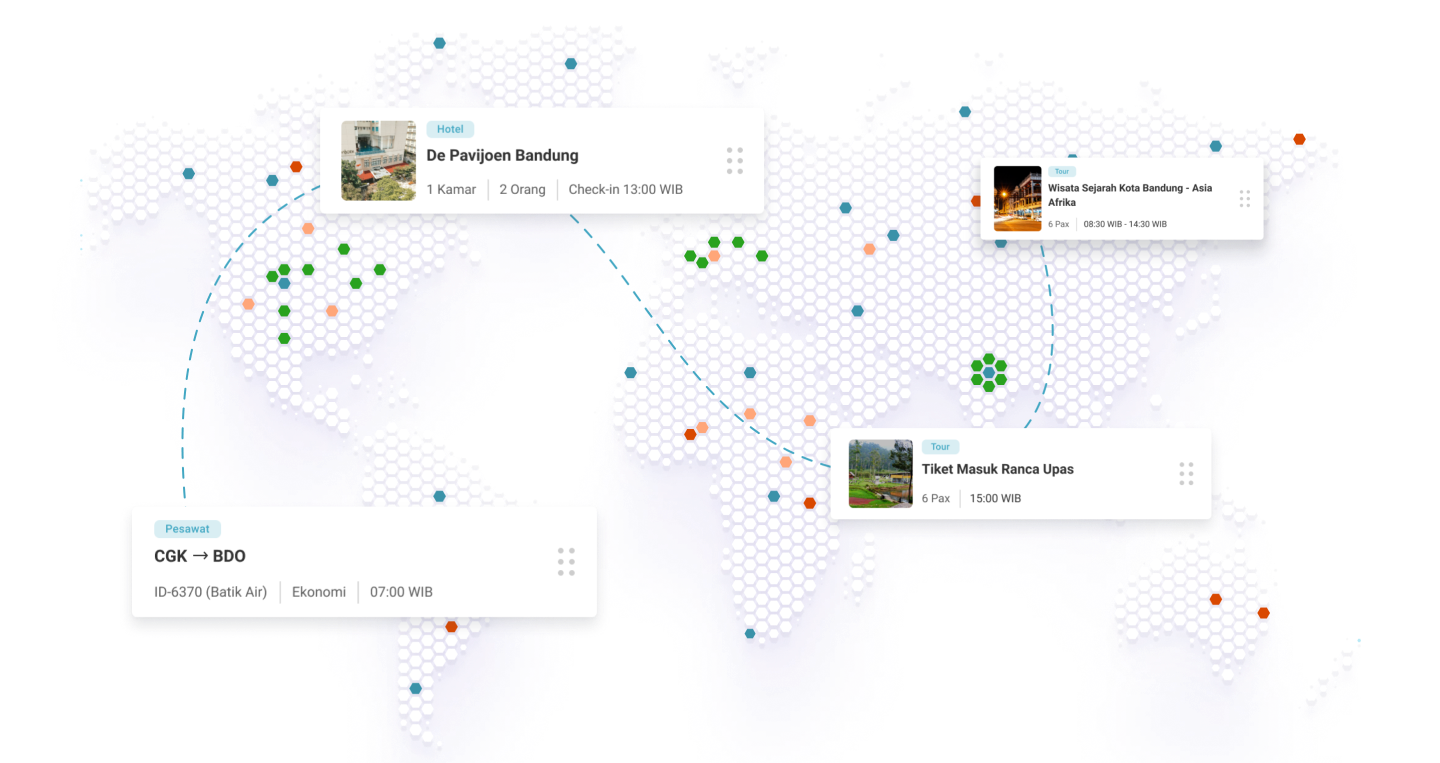 Hotel
De Pavijoen Bandung
1 Kamar 2 Orang Check-in 13:00 WIB
Tour
Wisata Sejarah Kota Bandung - Asia
Afrika
6 Pax 08:30 WIB - 14:30 WIB
Tour
Tiket Masuk Ranca Upas
6 Pax 15:00 WIB
Pesawat
CGK → BDO
ID-6370 (Batik Air) Ekonomi 07:00 WIB